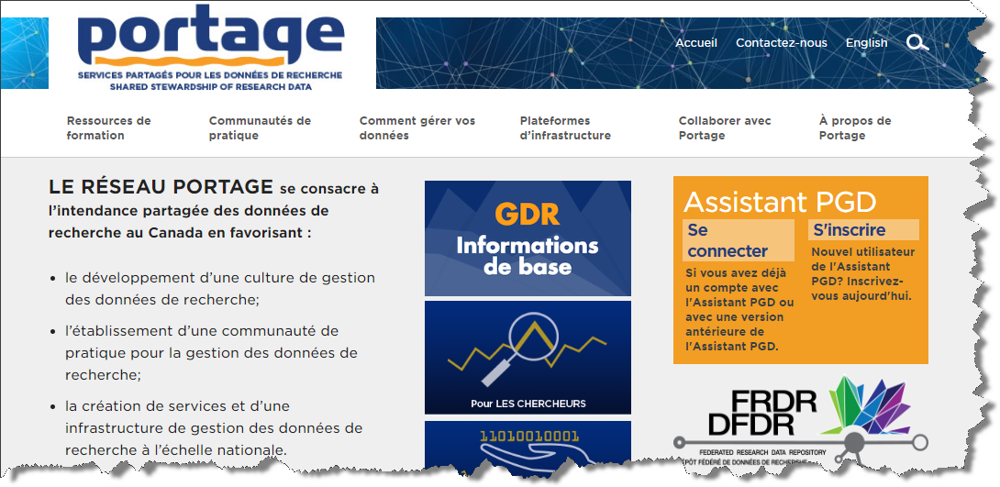 portage
SERVICES PARTAGÉS POUR LES DONNÉES DE RECHERCHE
SHARED STEWARDSHIP OF RESEARCH DATA
Accueil Contactez-nous English
Ressources de
formation
Communautés de
pratique
Comment gérer vos
données
Plateformes
d’infrastructure
Collaborer avec
Portage
À propos de
Portage
LE RÉSEAU PORTAGE se consacre à
l’intendance partagée des données de
recherche au Canada en favorisant :
• le développement d’une culture de gestion
des données de recherche;
• l’établissement d’une communauté de
pratique pour la gestion des données de
recherche;
• la création de services et d’une
infrastructure de gestion des données de
recherche à l’échelle nationale.
GDR
Informations
de base
Pour LES CHERCHEURS
11010010001
Assistant PGD
Se
connecter
Si vous avez déjà
un compte avec
l'Assistant PGD ou
avec une version
antérieure de
l'Assistant PGD.
S'inscrire
Nouvel utilisateur
de l'Assistant
PGD? Inscrivez-
vous aujourd'hui.
FRDR
DFDR
FEDERATED RESEARCH DATA REPOSITORY
FÉDÉRÉ DE DONNÉES DE RECHERCHE